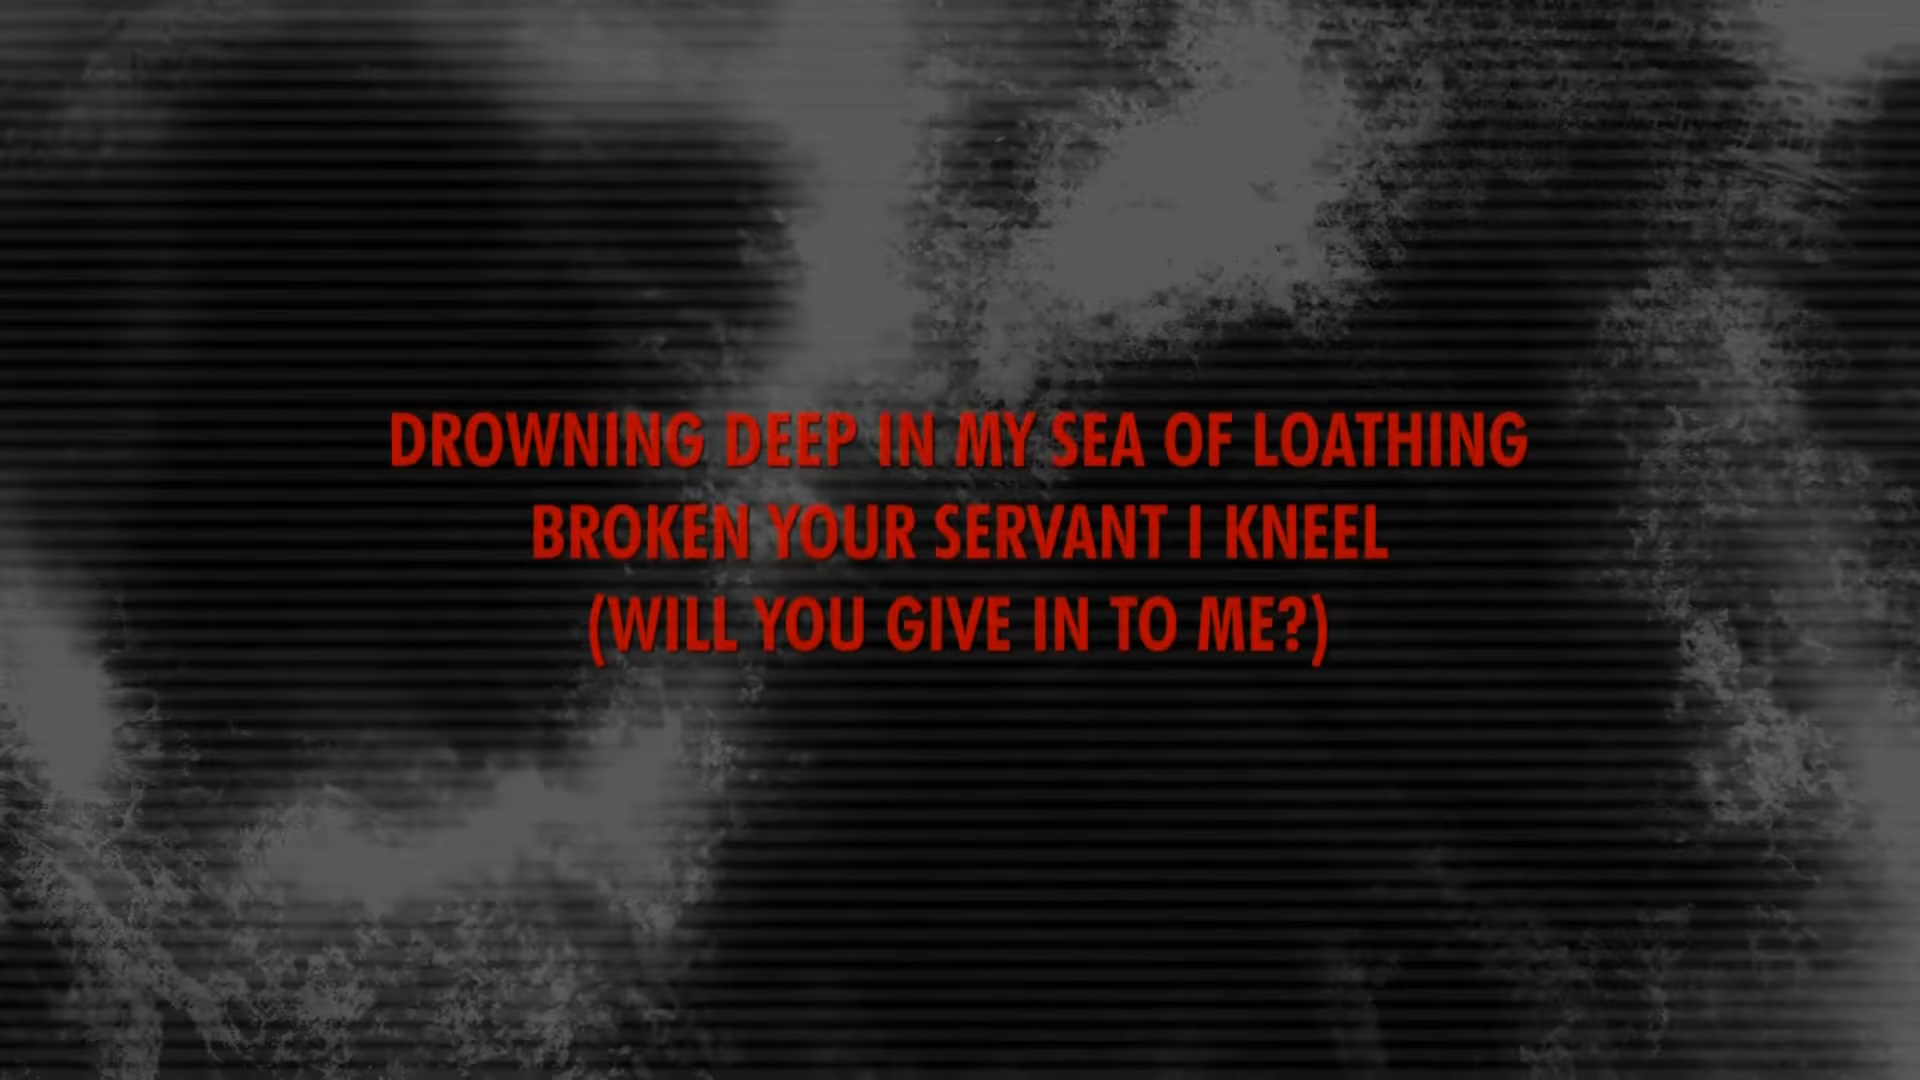 DROWNING DEEP IN MY SEA OF LOATHING
BROKEN YOUR SERVANT I KNEEL
(WILL YOU GIVE IN TO ME?)